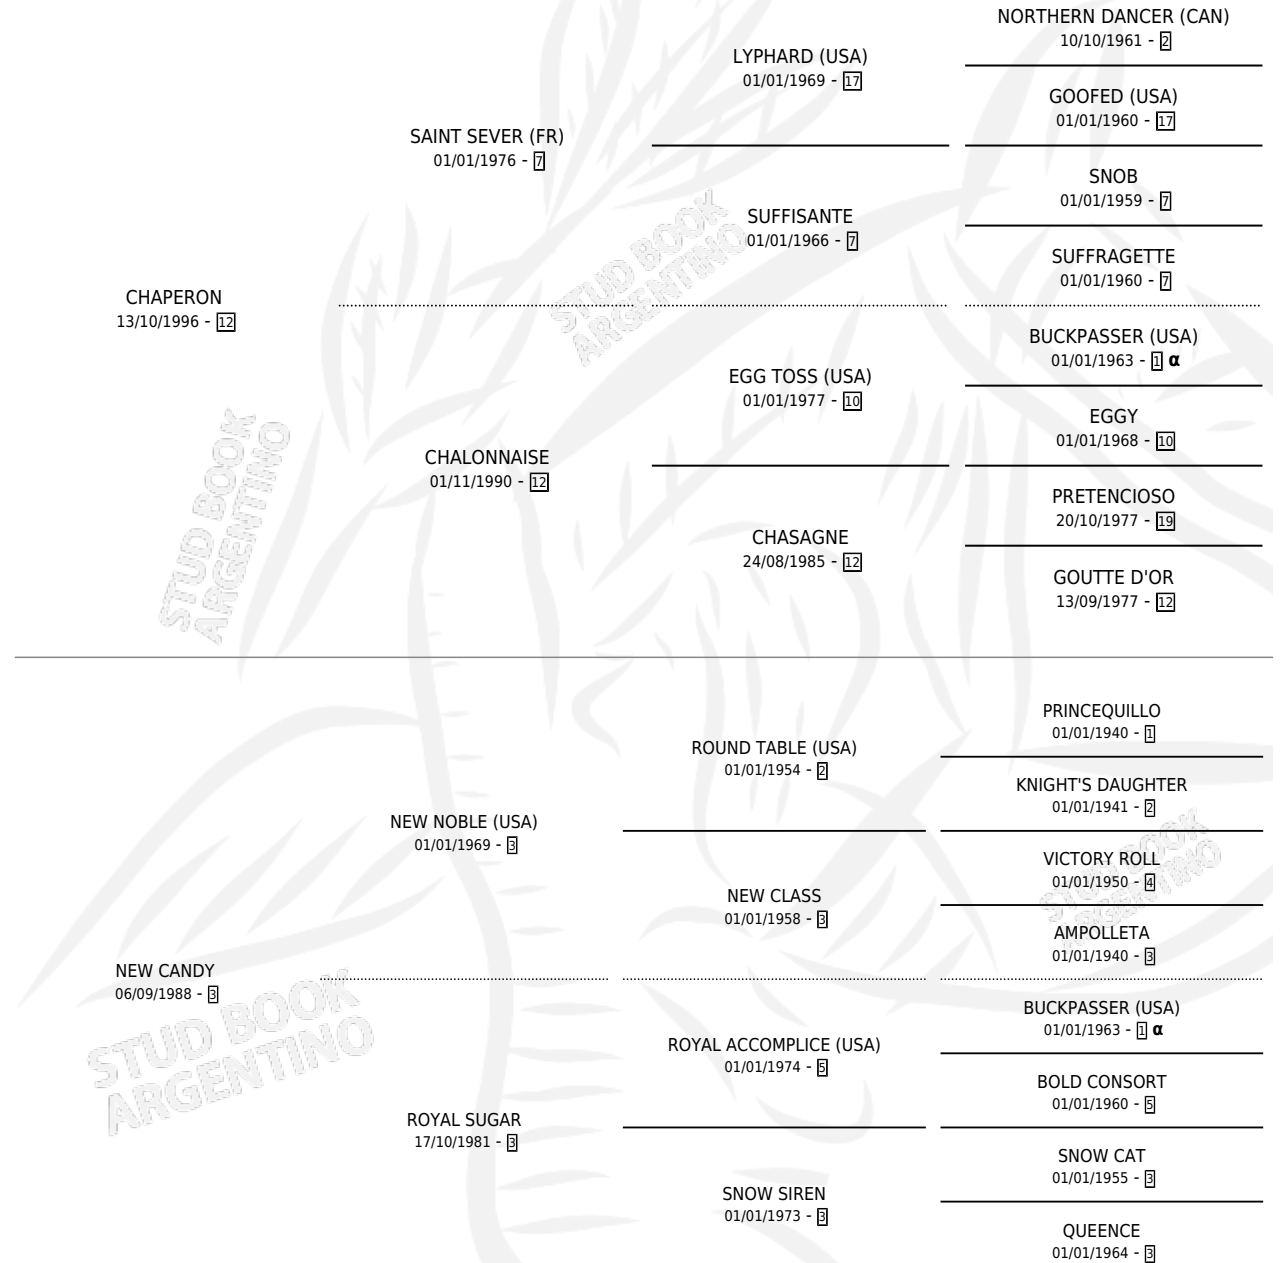 NORTHERN DANCER (CAN)
10/10/1961 - 2
LYPHARD (USA)
01/01/1969 - 17
GOOFED (USA)
01/01/1960 - 17
SAINT SEVER (FR)
01/01/1976 - 7
SNOB
01/01/1959 - 7
SUFFISANTE
01/01/1966 - 7
SUFFRAGETTE
01/01/1960 - 7
CHAPERON
13/10/1996 - 12
BUCKPASSER (USA)
01/01/1963 - 1 α
EGG TOSS (USA)
01/01/1977 - 10
EGGY
01/01/1968 - 10
CHALONNAISE
01/11/1990 - 12
PRETENCIOSO
20/10/1977 - 19
CHASAGNE
24/08/1985 - 12
GOUTTE D'OR
13/09/1977 - 12
PRINCEQUILLO
01/01/1940 - 1
ROUND TABLE (USA)
01/01/1954 - 2
KNIGHT'S DAUGHTER
01/01/1941 - 2
NEW NOBLE (USA)
01/01/1969 - 3
VICTORY ROLL
01/01/1950 - 4
NEW CLASS
01/01/1958 - 3
AMPOLLETA
01/01/1940 - 3
NEW CANDY
06/09/1988 - 3
BUCKPASSER (USA)
01/01/1963 - 1 α
ROYAL ACCOMPLICE (USA)
01/01/1974 - 5
BOLD CONSORT
01/01/1960 - 5
ROYAL SUGAR
17/10/1981 - 3
SNOW CAT
01/01/1955 - 3
SNOW SIREN
01/01/1973 - 3
QUEENCE
01/01/1964 - 3
STUD BOOK
ARGENTINO
STUD BOOK
ARGENTINO
STUD BOOK
ARGENTINO
STUD BOOK
ARGENTINO